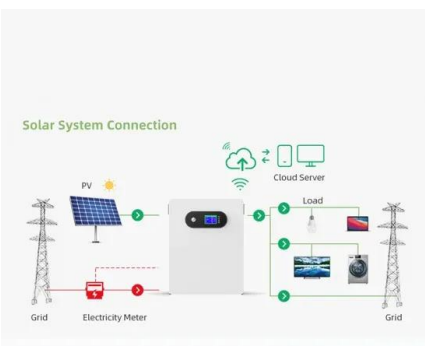 Solar System Connection
Cloud Server
PV
Load
Grid
Electricity Meter
Grid